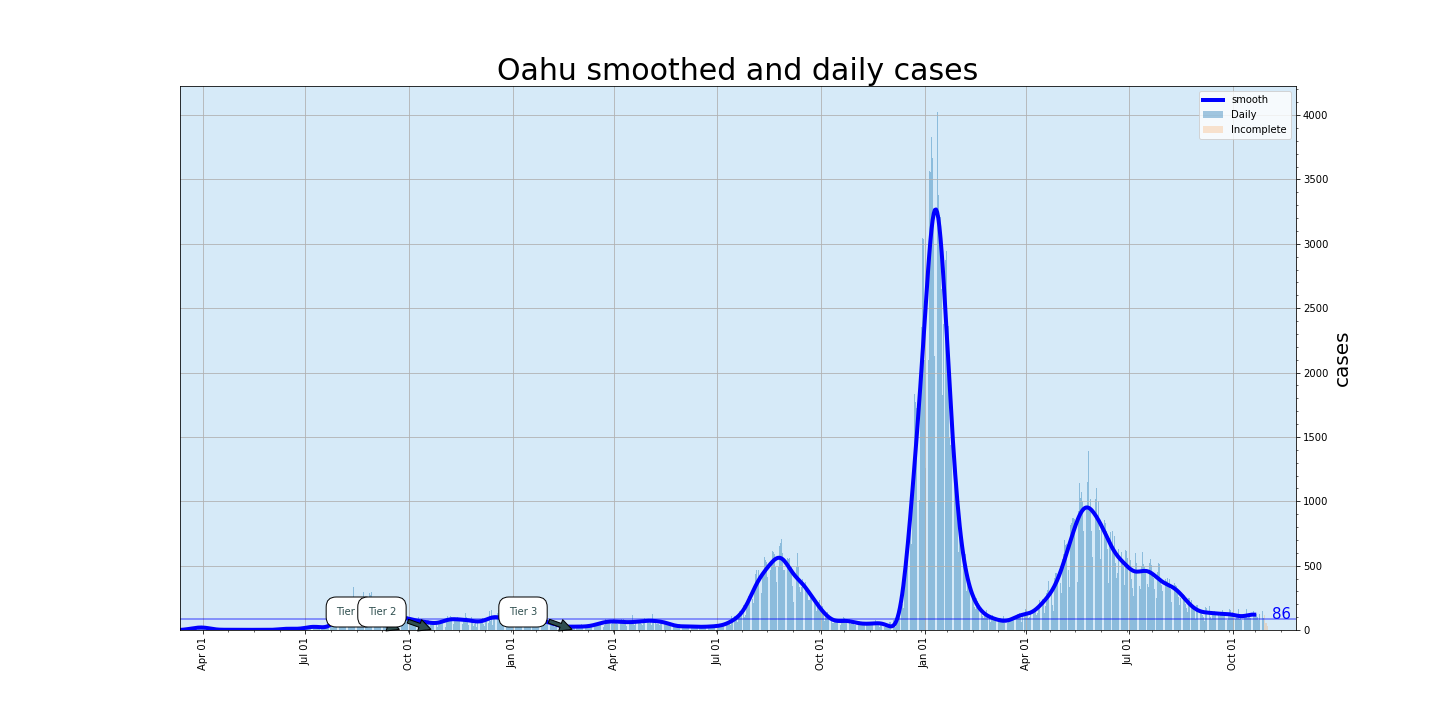 Oahu smoothed and daily cases
smooth
Daily
Incomplete
4000
3500
3000
2500
2000
1500
1000
500
0
cases
86
Tier
Tier 2
Tier 3
Apr 01
Jul 01
Oct 01
Jan 01
Apr 01
Jul 01
Oct 01
Jan 01
Apr 01
Jul 01
Oct 01